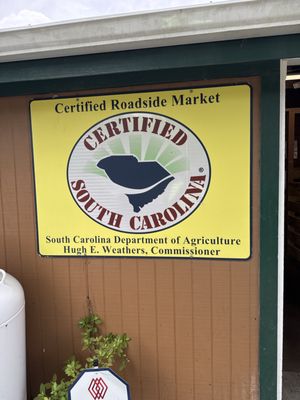 Certified Roadside Market
CERTIFIED
SOUTH CAROLINA®
South Carolina Department of Agriculture
Hugh E. Weathers, Commissioner